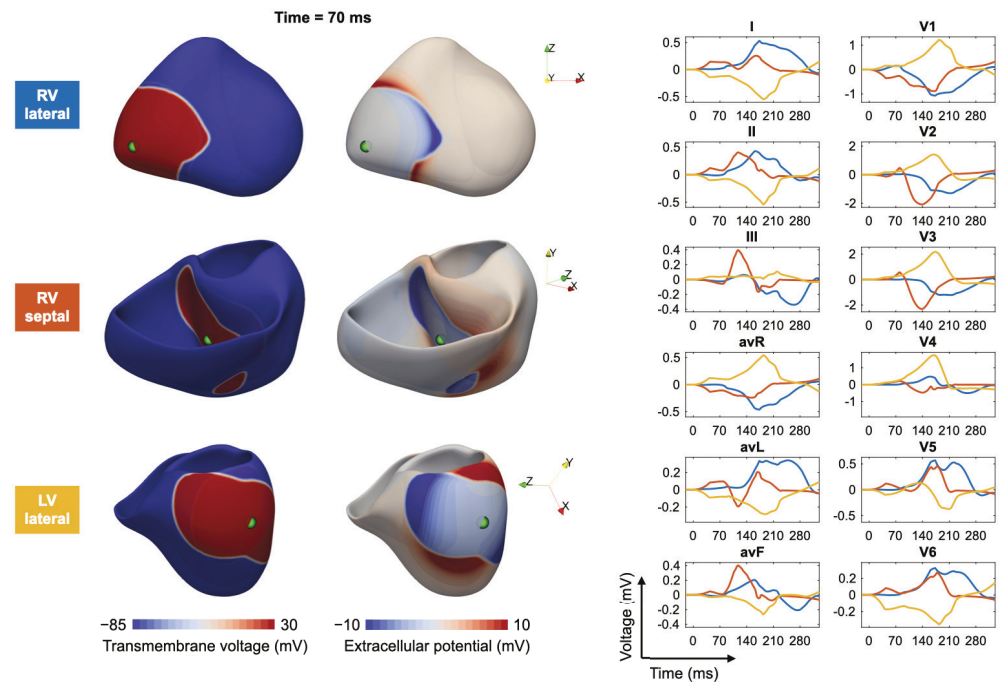 Time = 70 ms
RV
lateral
RV
septal
LV
lateral
Z
Y
X
Y
Z
X
Y
Z
X
−85
30
Transmembrane voltage (mV)
−10
10
Extracellular potential (mV)
I
0.5
0
-0.5
0 70 140 210 280
V1
1
0
-1
0 70 140 210 280
II
0.5
0
-0.5
0 70 140 210 280
V2
2
0
-2
0 70 140 210 280
III
0.4
0.2
0
-0.2
-0.4
0 70 140 210 280
V3
2
0
-2
0 70 140 210 280
avR
0.5
0
-0.5
0 70 140 210 280
V4
1
0
-1
0 70 140 210 280
avL
0.2
0
-0.2
0 70 140 210 280
V5
0.5
0
-0.5
0 70 140 210 280
avF
0.4
0.2
0
-0.2
-0.4
0 70 140 210 280
V6
0.2
0
-0.2
0 70 140 210 280
Voltage (mV)
Time (ms)